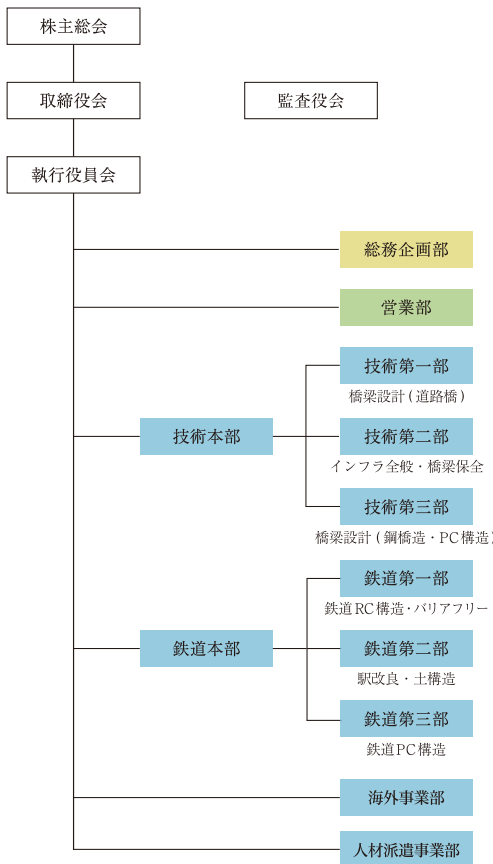 株主総会
取締役会
監査役会
執行役員会
総務企画部
営業部
技術本部
技術第一部
橋梁設計(道路橋)
技術第二部
インフラ全般・橋梁保全
技術第三部
橋梁設計(鋼橋造・PC構造)
鉄道本部
鉄道第一部
鉄道RC構造・バリアフリー
鉄道第二部
駅改良・土構造
鉄道第三部
鉄道PC構造
海外事業部
人材派遣事業部